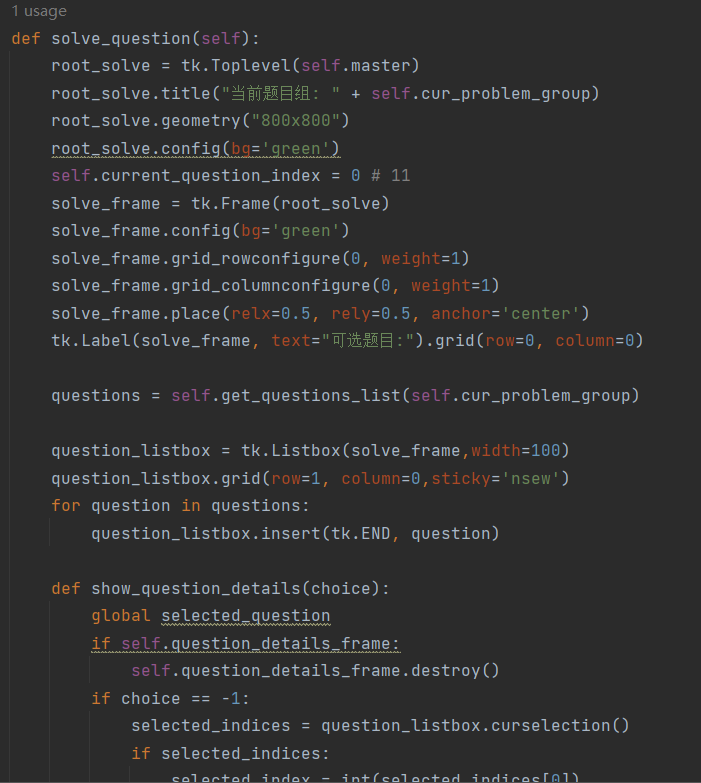 1 usage
def solve_question(self):
    root_solve = tk.Toplevel(self.master)
    root_solve.title("当前题目组: " + self.cur_problem_group)
    root_solve.geometry("800x800")
    root_solve.config(bg='green')
    self.current_question_index = 0 # 11
    solve_frame = tk.Frame(root_solve)
    solve_frame.config(bg='green')
    solve_frame.grid_rowconfigure(0, weight=1)
    solve_frame.grid_columnconfigure(0, weight=1)
    solve_frame.place(relx=0.5, rely=0.5, anchor='center')
    tk.Label(solve_frame, text="可选题目:").grid(row=0, column=0)
    questions = self.get_questions_list(self.cur_problem_group)
    question_listbox = tk.Listbox(solve_frame,width=100)
    question_listbox.grid(row=1, column=0,sticky='nsew')
    for question in questions:
        question_listbox.insert(tk.END, question)
    def show_question_details(choice):
        global selected_question
        if self.question_details_frame:
            self.question_details_frame.destroy()
        if choice == -1:
            selected_indices = question_listbox.curselection()
            if selected_indices:
                selected_index = int(selected_indices[0])